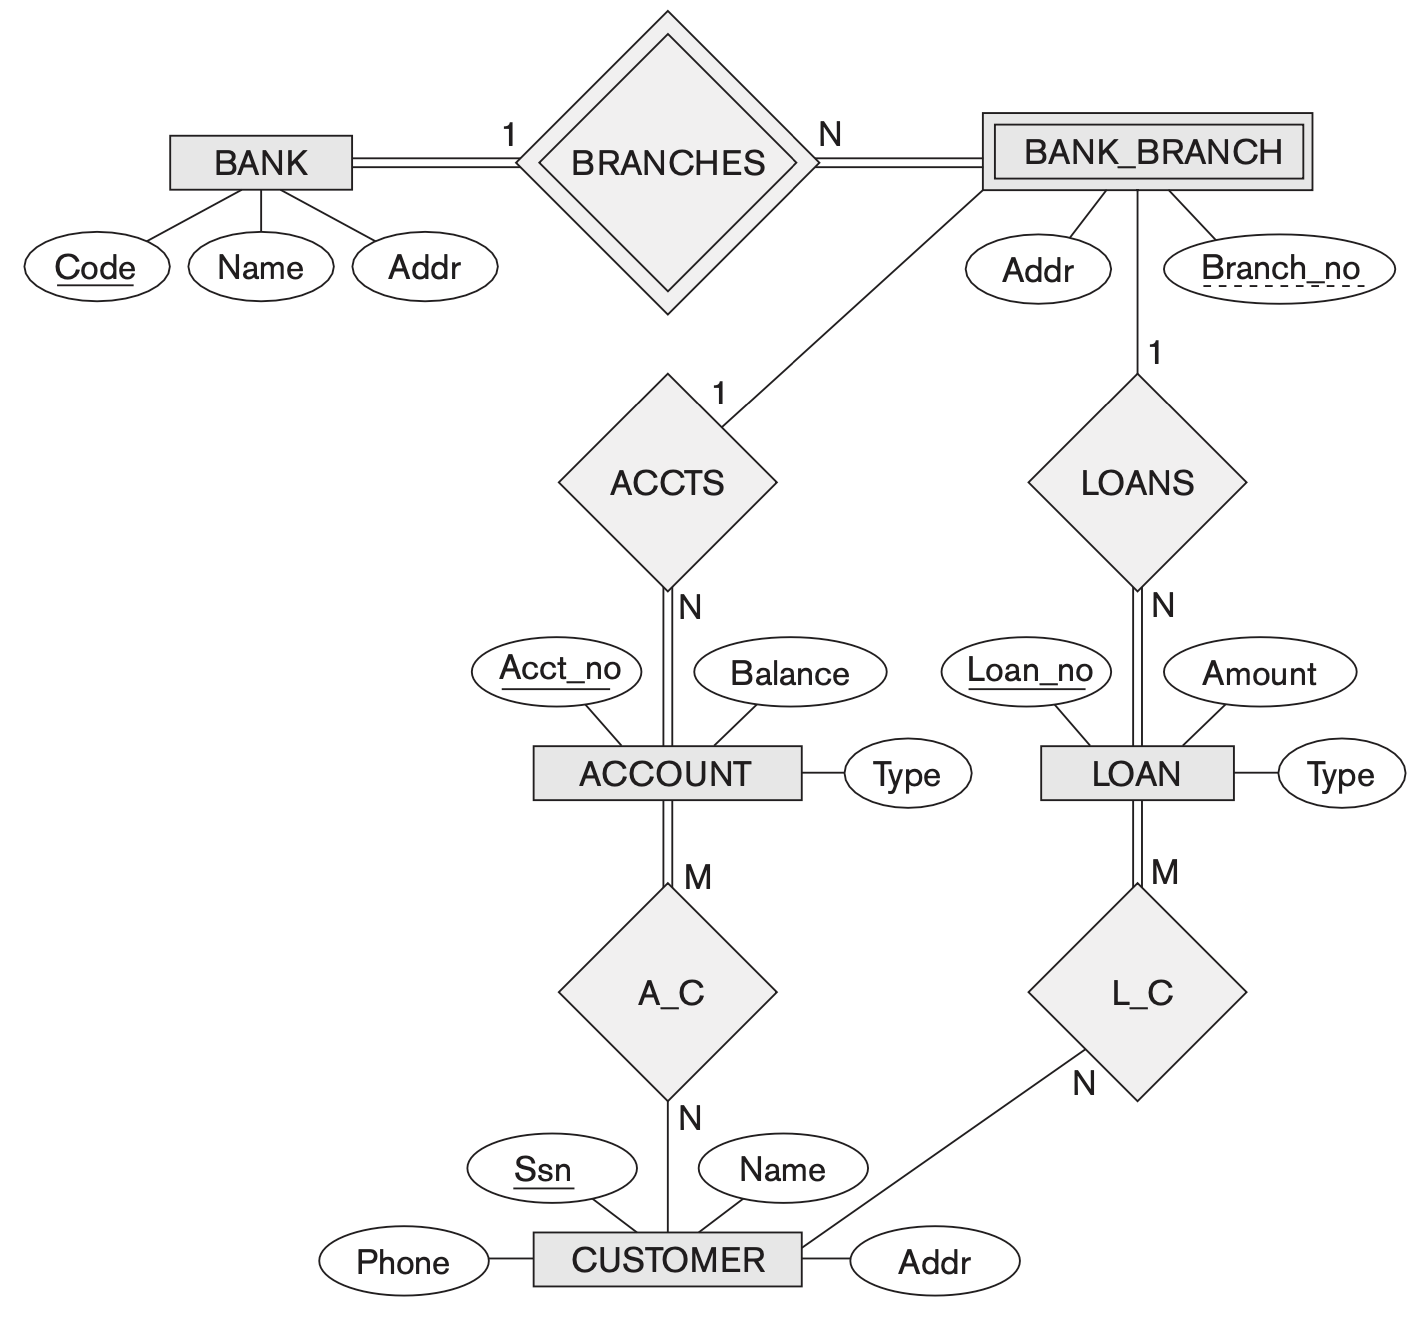 1
N
BANK
BRANCHES
BANK_BRANCH
Code
Name
Addr
Addr
Branch_no
1
1
ACCTS
LOANS
N
N
Acct_no
Balance
Loan_no
Amount
ACCOUNT
Type
LOAN
Type
M
M
A_C
L_C
N
N
Ssn
Name
Phone
CUSTOMER
Addr